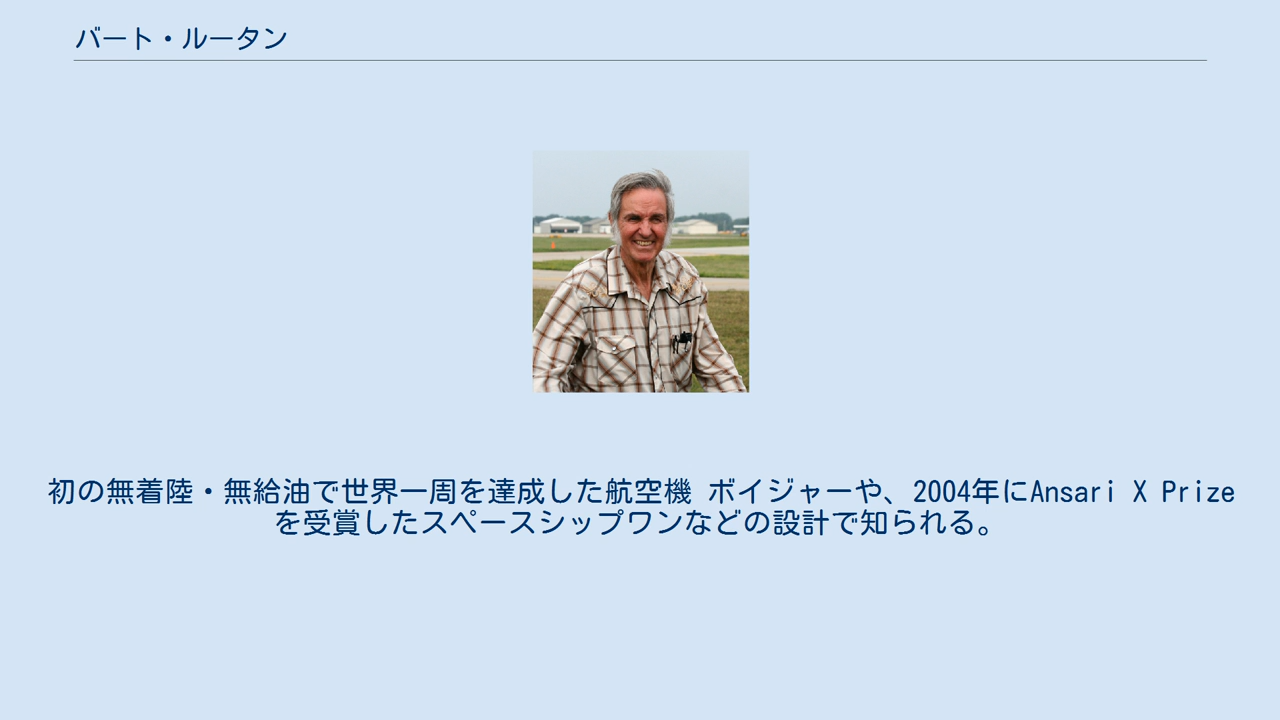 バート・ルータン
初の無着陸・無給油で世界一周を達成した航空機 ボイジャーや、2004年にAnsari X Prize
を受賞したスペースシップワンなどの設計で知られる。